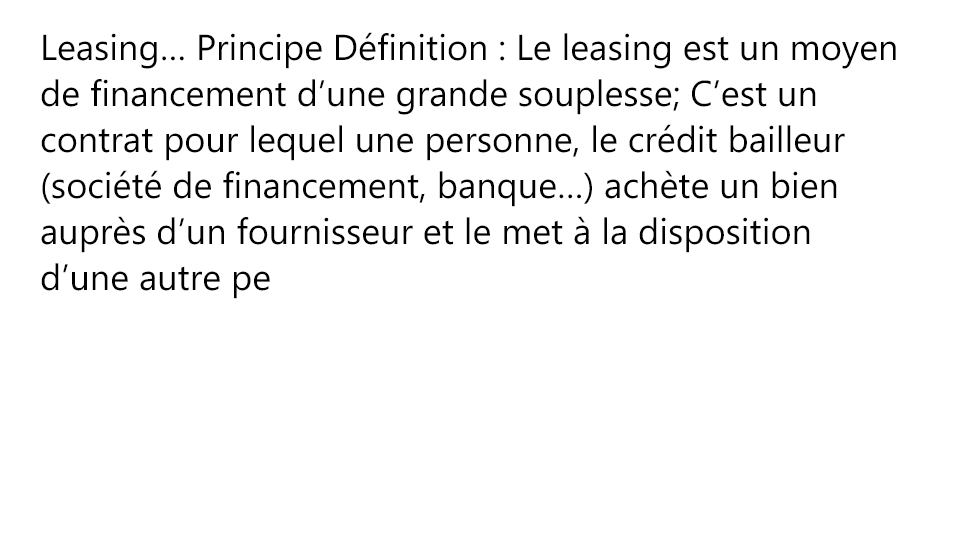 Leasing… Principe Définition : Le leasing est un moyen
de financement d’une grande souplesse; C’est un
contrat pour lequel une personne, le crédit bailleur
(société de financement, banque…) achète un bien
auprès d’un fournisseur et le met à la disposition
d’une autre pe